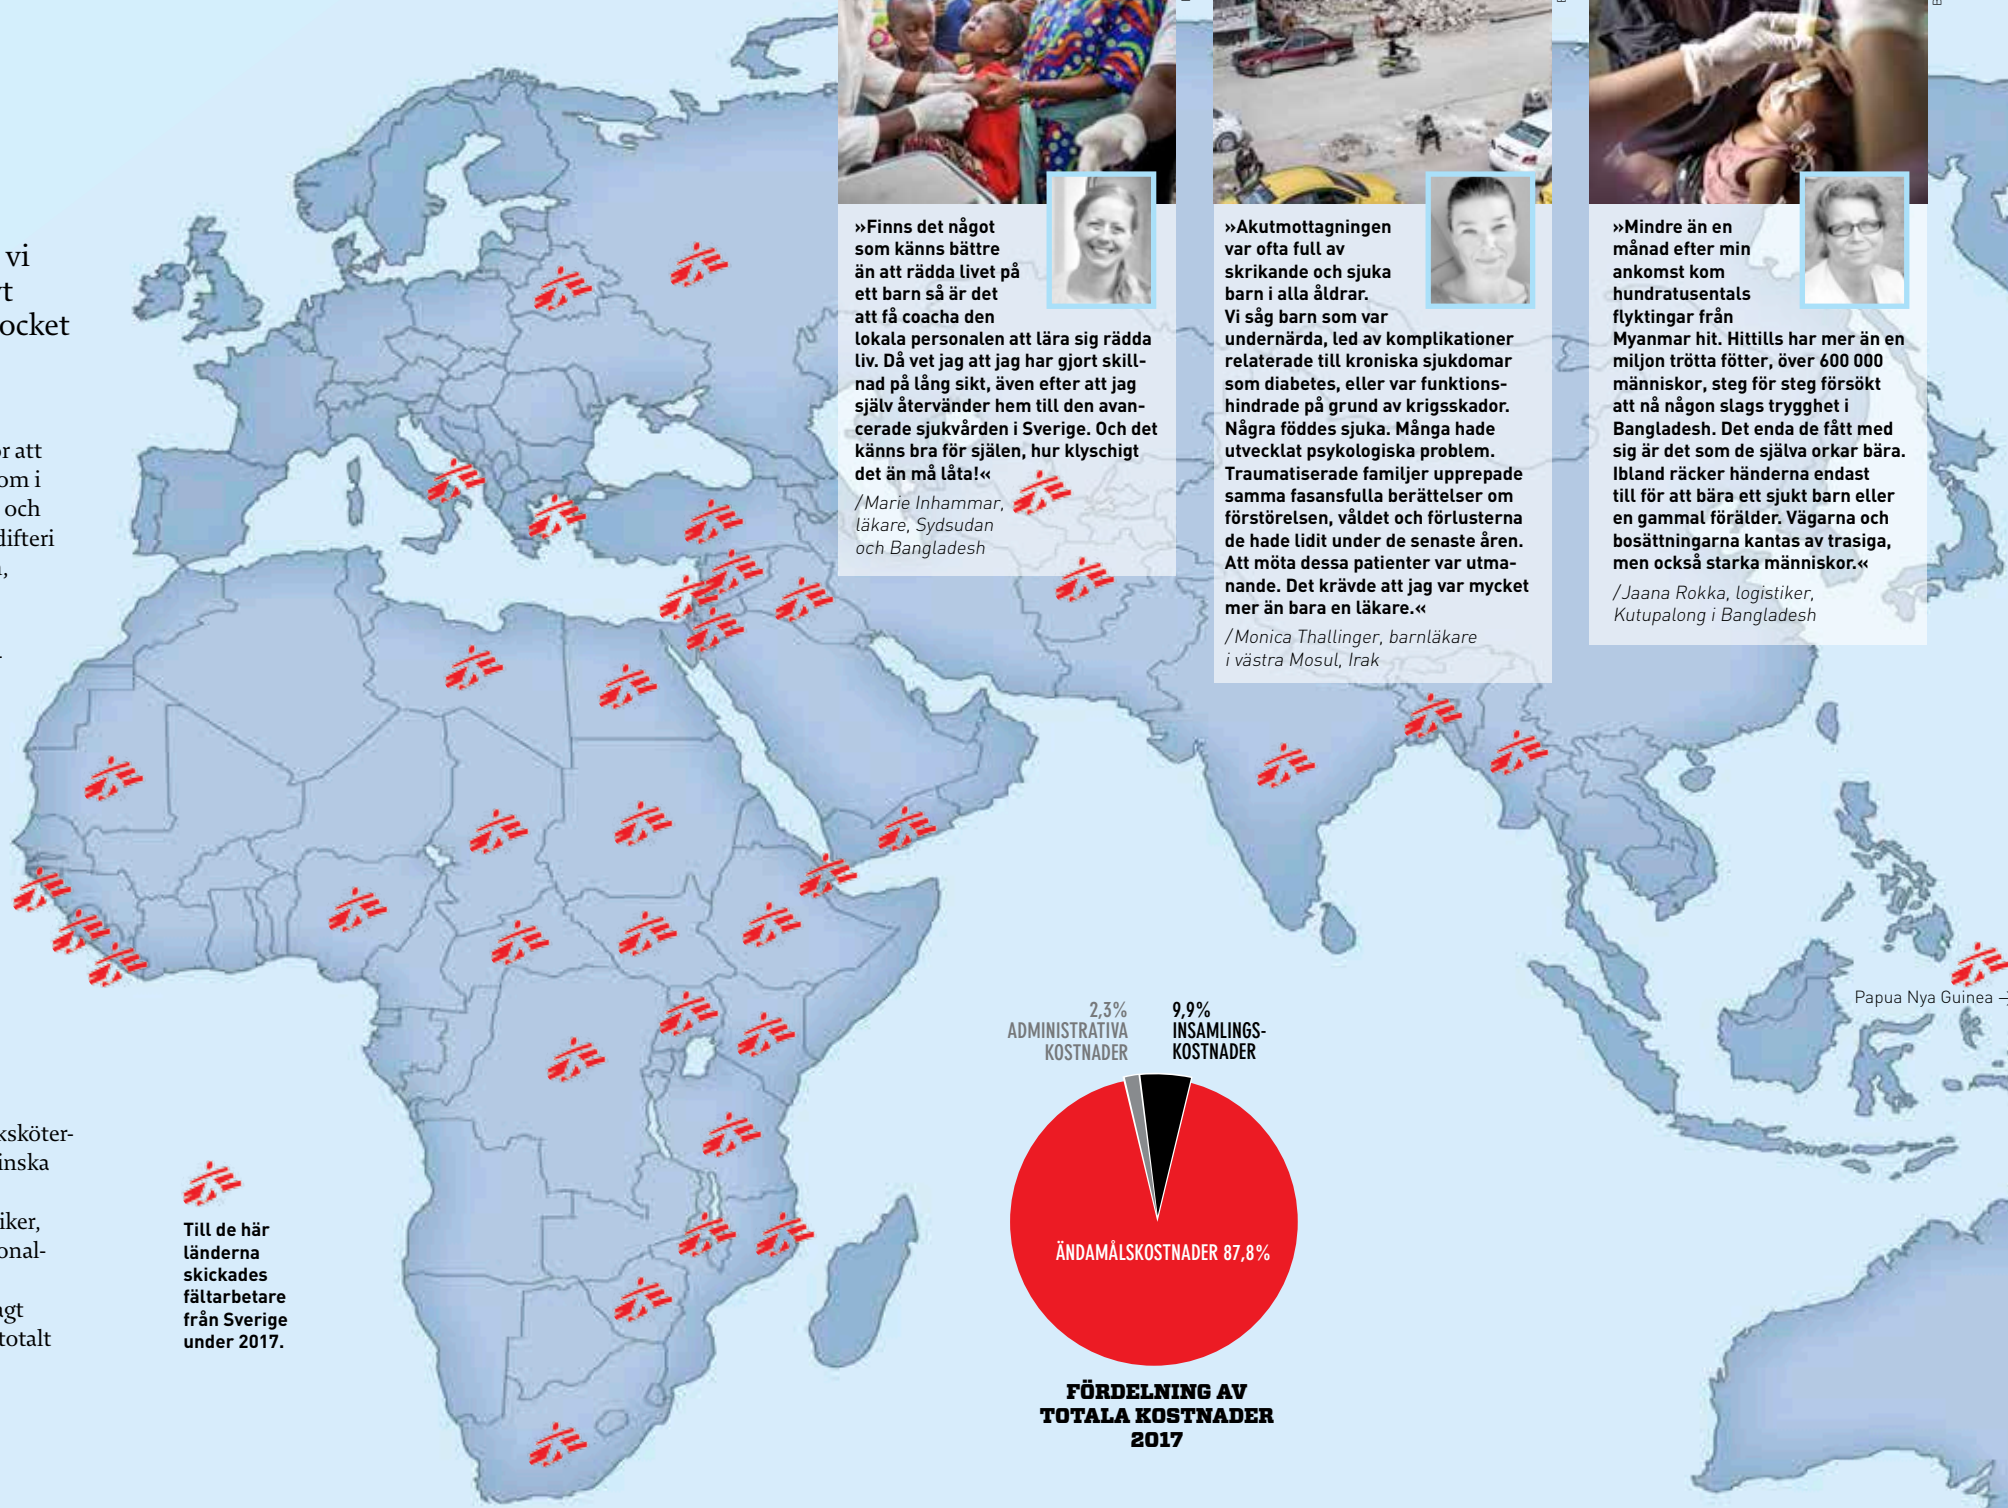 vi
ocket
r att
om i
och
difteri
ksköter-
inska
iker,
onal-
agt
totalt
Till de här
länderna
skickades
fältarbetare
från Sverige
under 2017.
»Finns det något
som känns bättre
än att rädda livet på
ett barn så är det
att få coacha den
lokala personalen att lära sig rädda
liv. Då vet jag att jag har gjort skill-
nad på lång sikt, även efter att jag
själv återvänder hem till den avan-
cerade sjukvården i Sverige. Och det
känns bra för själen, hur klyschigt
det än må låta!«
/Marie Inhammar,
läkare, Sydsudan
och Bangladesh
»Akutmottagningen
var ofta full av
skrikande och sjuka
barn i alla åldrar.
Vi såg barn som var
undernärda, led av komplikationer
relaterade till kroniska sjukdomar
som diabetes, eller var funktions-
hindrade på grund av krigsskador.
Några föddes sjuka. Många hade
utvecklat psykologiska problem.
Traumatiserade familjer upprepade
samma fasansfulla berättelser om
förstörelsen, våldet och förlusterna
de hade lidit under de senaste åren.
Att möta dessa patienter var utma-
nande. Det krävde att jag var mycket
mer än bara en läkare.«
/Monica Thallinger, barnläkare
i västra Mosul, Irak
»Mindre än en
månad efter min
ankomst kom
hundratusentals
flyktingar från
Myanmar hit. Hittills har mer än en
miljon trötta fötter, över 600 000
människor, steg för steg försökt
att nå någon slags trygghet i
Bangladesh. Det enda de fått med
sig är det som de själva orkar bära.
Ibland räcker händerna endast
till för att bära ett sjukt barn eller
en gammal förälder. Vägarna och
bosättningarna kantas av trasiga,
men också starka människor.«
/Jaana Rokka, logistiker,
Kutupalong i Bangladesh
Papua Nya Guinea →
2,3%
ADMINISTRATIVA
KOSTNADER
9,9%
INSAMLINGS-
KOSTNADER
ÄNDAMÅLSKOSTNADER 87,8%
FÖRDELNING AV
TOTALA KOSTNADER
2017